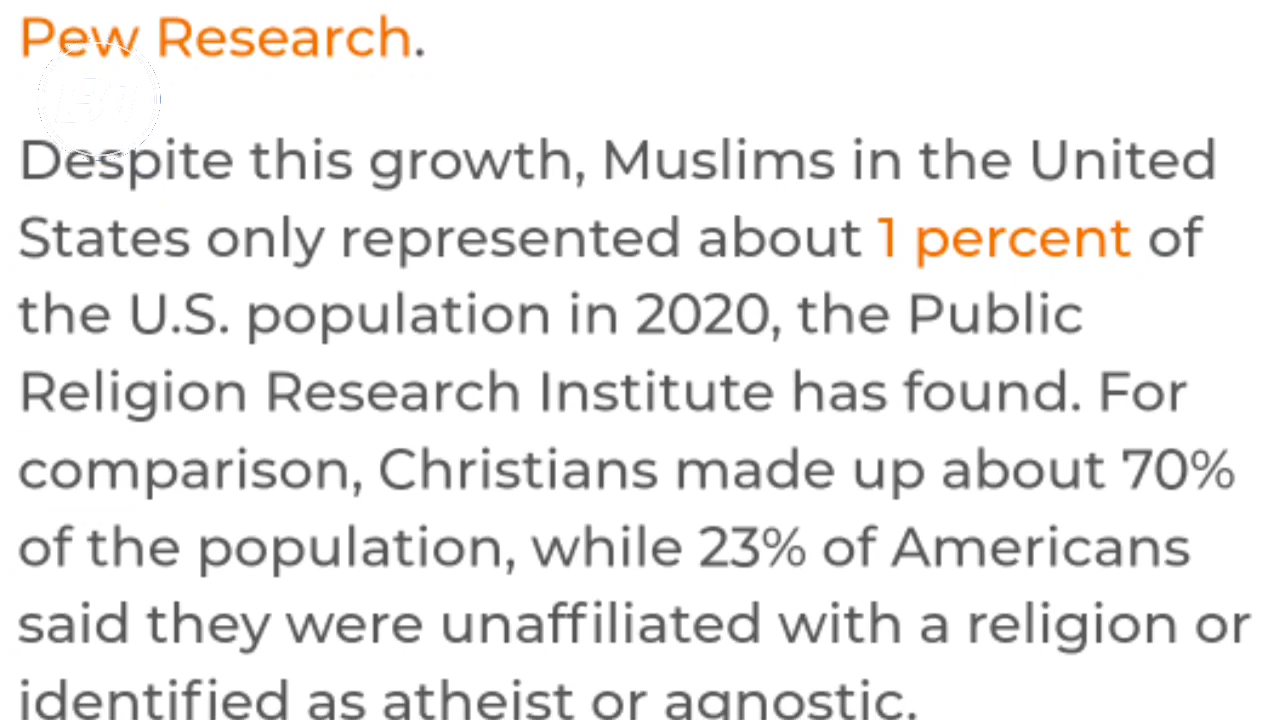 Pew Research.
Despite this growth, Muslims in the United
States only represented about 1 percent of
the U.S. population in 2020, the Public
Religion Research Institute has found. For
comparison, Christians made up about 70%
of the population, while 23% of Americans
said they were unaffiliated with a religion or
identified as atheist or agnostic.